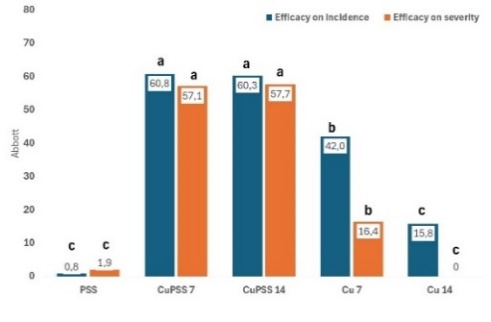 80
Efficacy on incidence Efficacy on severity
70
60
50
40
30
20
10
0
Abbott
a a
60,8 57,1
a a
60,3 57,7
b
42,0
b
16,4
c
15,8
c
0
c c
0,8 1,9
PSS CuPSS 7 CuPSS 14 Cu 7 Cu 14